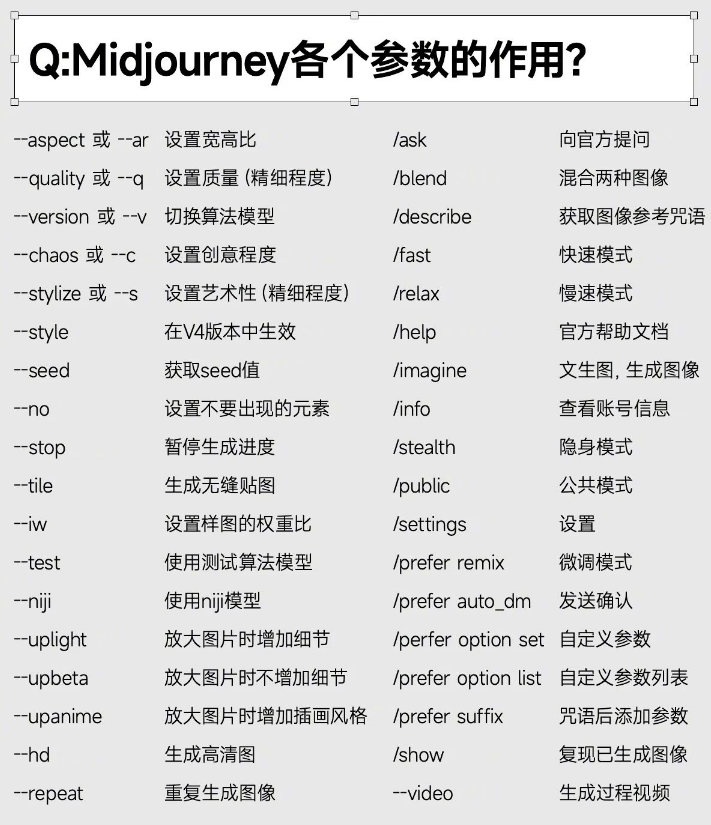 Q:Midjourney各个参数的作用?
--aspect 或 --ar 设置宽高比 /ask 向官方提问
--quality 或 --q 设置质量 (精细程度) /blend 混合两种图像
--version 或 --v 切换算法模型 /describe 获取图像参考咒语
--chaos 或 --c 设置创意程度 /fast 快速模式
--stylize 或 --s 设置艺术性 (精细程度) /relax 慢速模式
--style 在V4版本中生效 /help 官方帮助文档
--seed 获取seed值 /imagine 文生图, 生成图像
--no 设置不要出现的元素 /info 查看账号信息
--stop 暂停生成进度 /stealth 隐身模式
--tile 生成无缝贴图 /public 公共模式
--iw 设置样图的权重比 /settings 设置
--test 使用测试算法模型 /prefer remix 微调模式
--niji 使用niji模型 /prefer auto_dm 发送确认
--uplight 放大图片时增加细节 /perfer option set 自定义参数
--upbeta 放大图片时不增加细节 /prefer option list 自定义参数列表
--upanime 放大图片时增加插画风格 /prefer suffix 咒语后添加参数
--hd 生成高清图 /show 复现已生成图像
--repeat 重复生成图像 --video 生成过程视频